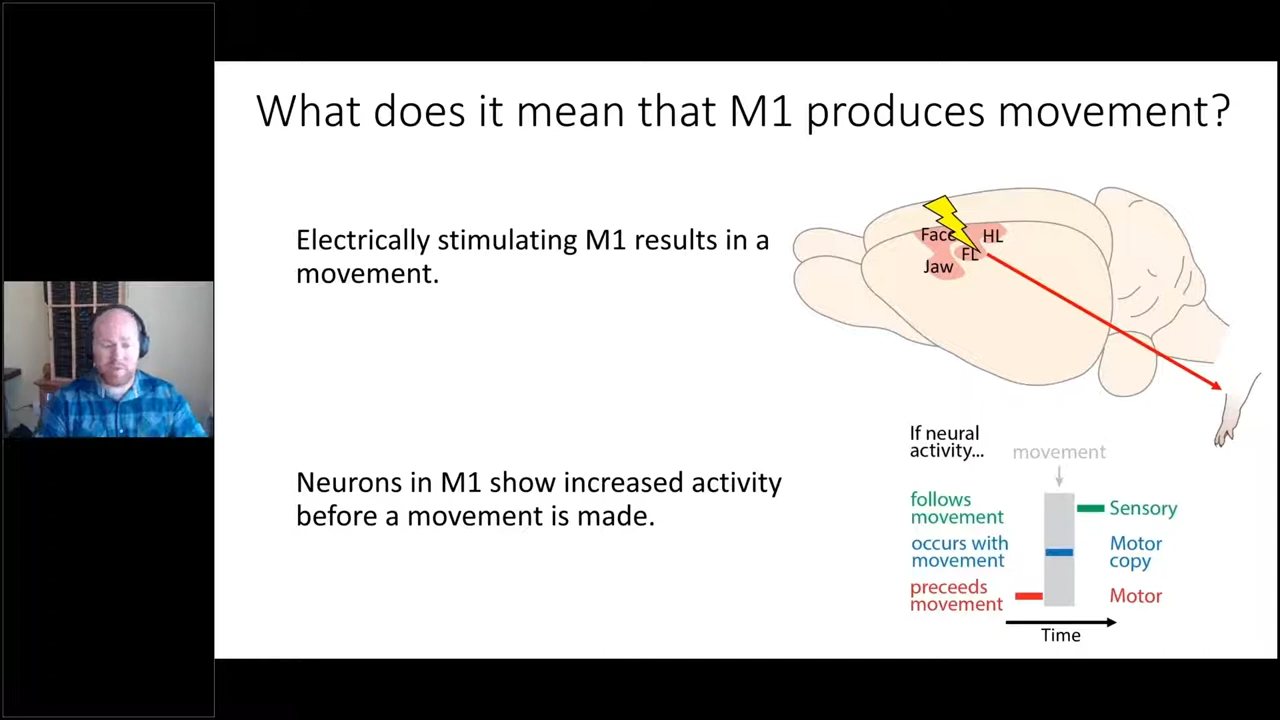 What does it mean that M1 produces movement?
Electrically stimulating M1 results in a
movement.
Face
HL
FL
Jaw
Neurons in M1 show increased activity
before a movement is made.
If neural
activity...
movement
follows
movement
Sensory
occurs with
movement
Motor
copy
preceeds
movement
Motor
Time